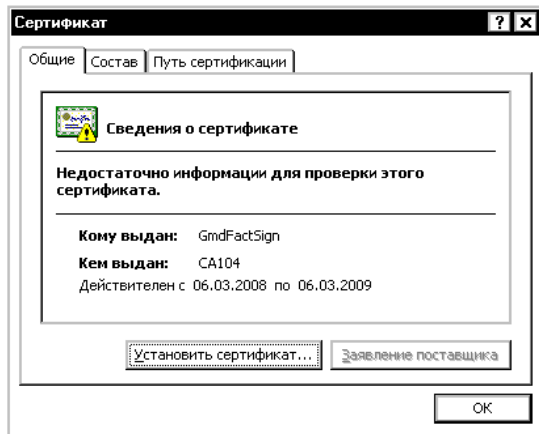 Сертификат
Общие Состав Путь сертификации
Сведения о сертификате
Недостаточно информации для проверки этого
сертификата.
Кому выдан: GmdFactSign
Кем выдан: CA104
Действителен с 06.03.2008 по 06.03.2009
Установить сертификат... Заявление поставщика
ОК